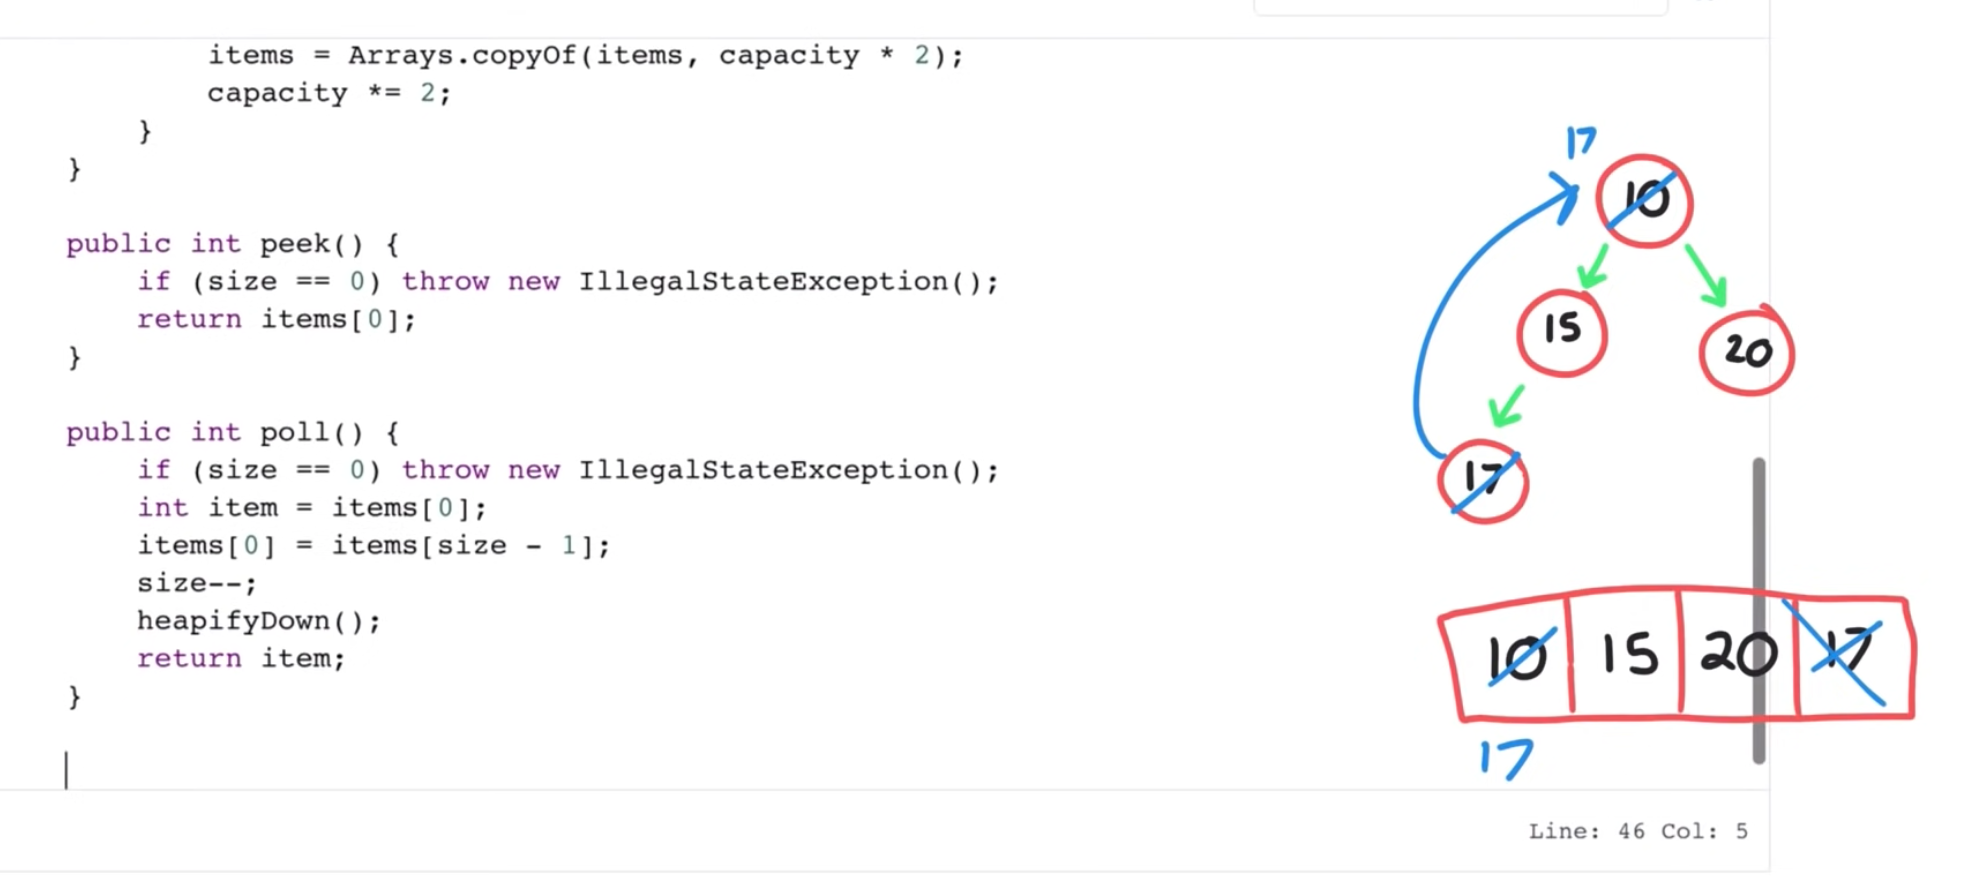 items = Arrays.copyOf(items, capacity * 2);
capacity *= 2;
}
}
public int peek() {
if (size == 0) throw new IllegalStateException();
return items[0];
}
public int poll() {
if (size == 0) throw new IllegalStateException();
int item = items[0];
items[0] = items[size - 1];
size--;
heapifyDown();
return item;
}
17
10
15
20
17
10 15 20 17
17
Line: 46 Col: 5